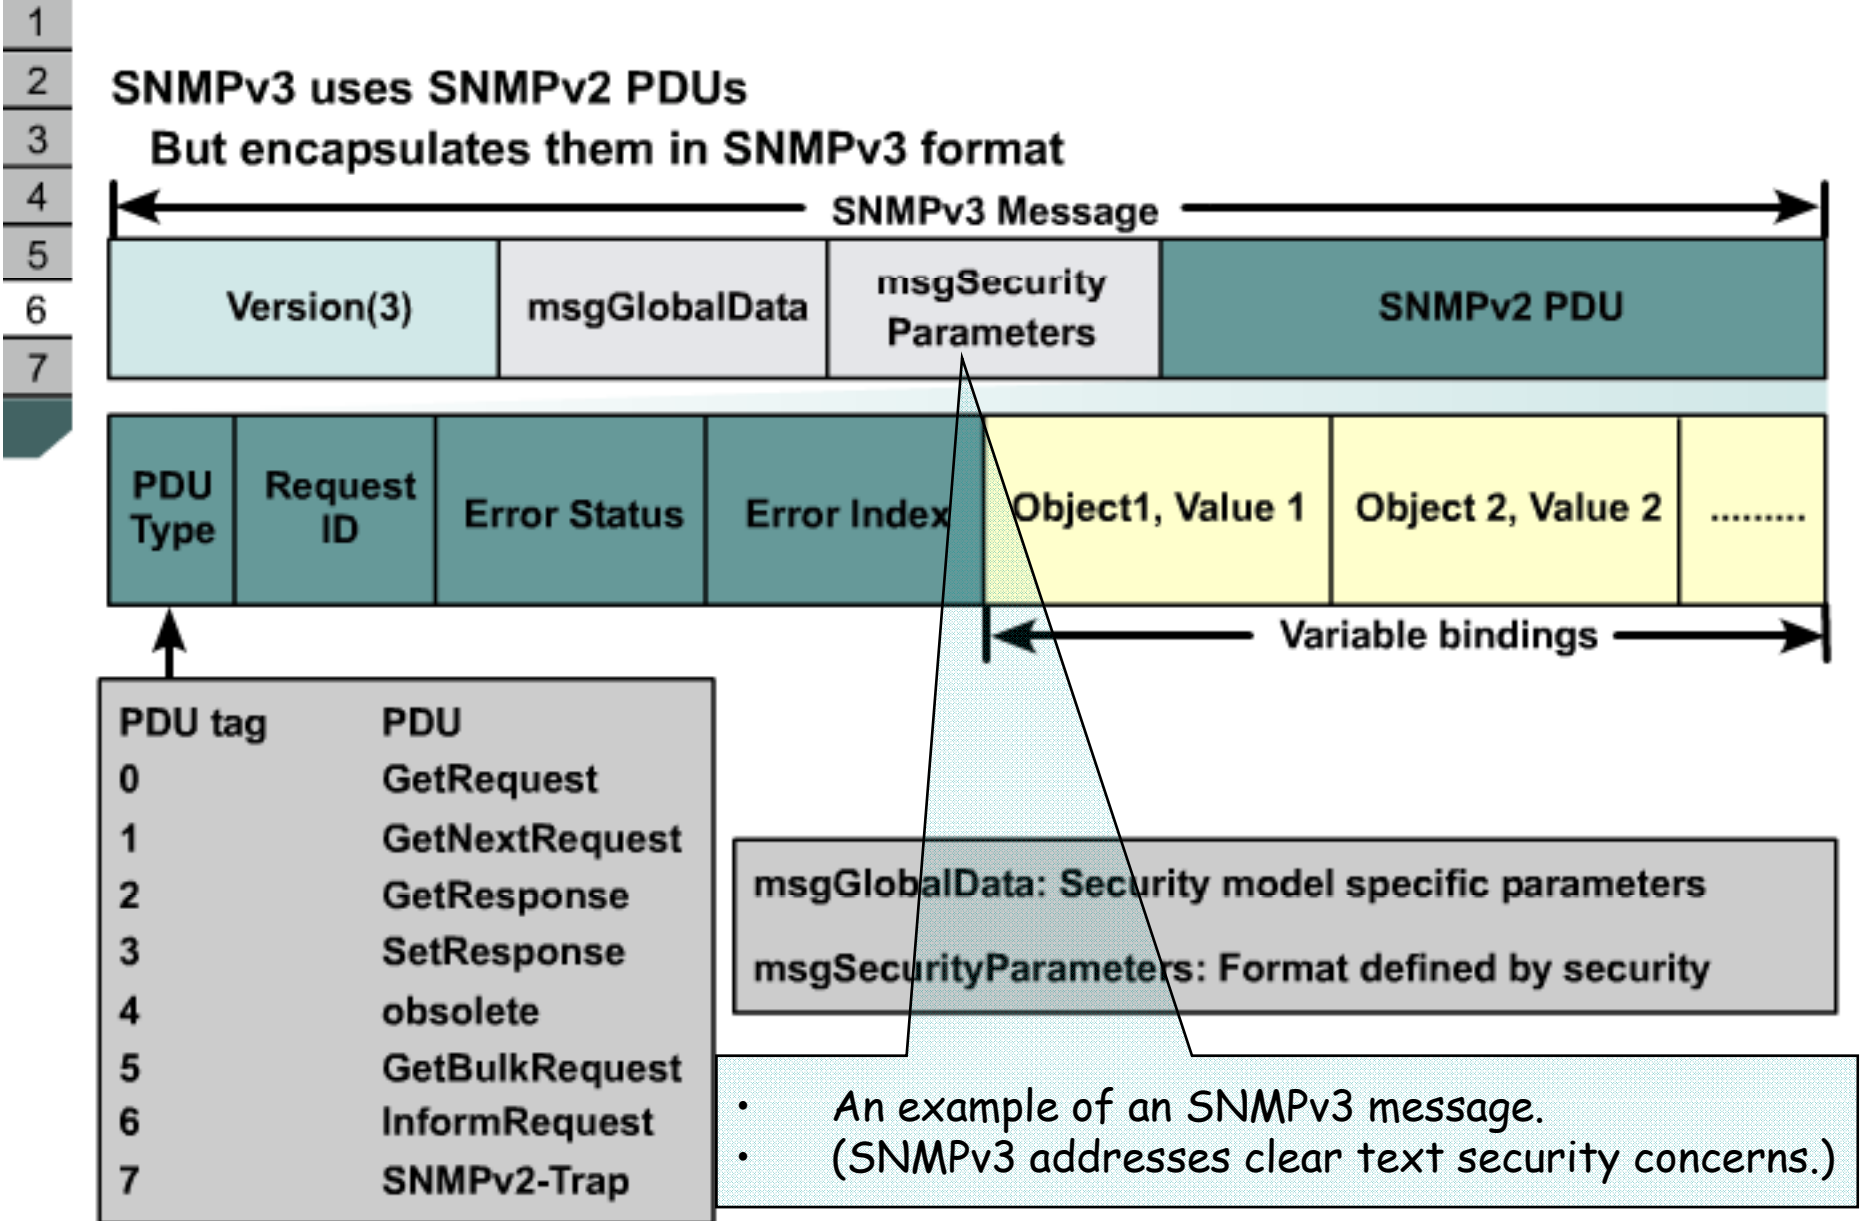 1
2
3
4
5
6
7
SNMPv3 uses SNMPv2 PDUs
But encapsulates them in SNMPv3 format
SNMPv3 Message
Version(3)
msgGlobalData
msgSecurity
Parameters
SNMPv2 PDU
PDU
Type
Request
ID
Error Status
Error Index
Object1, Value 1
Object 2, Value 2
.........
Variable bindings
PDU tag PDU
0 GetRequest
1 GetNextRequest
2 GetResponse
3 SetResponse
4 obsolete
5 GetBulkRequest
6 InformRequest
7 SNMPv2-Trap
msgGlobalData: Security model specific parameters
msgSecurityParameters: Format defined by security
• An example of an SNMPv3 message.
• (SNMPv3 addresses clear text security concerns.)